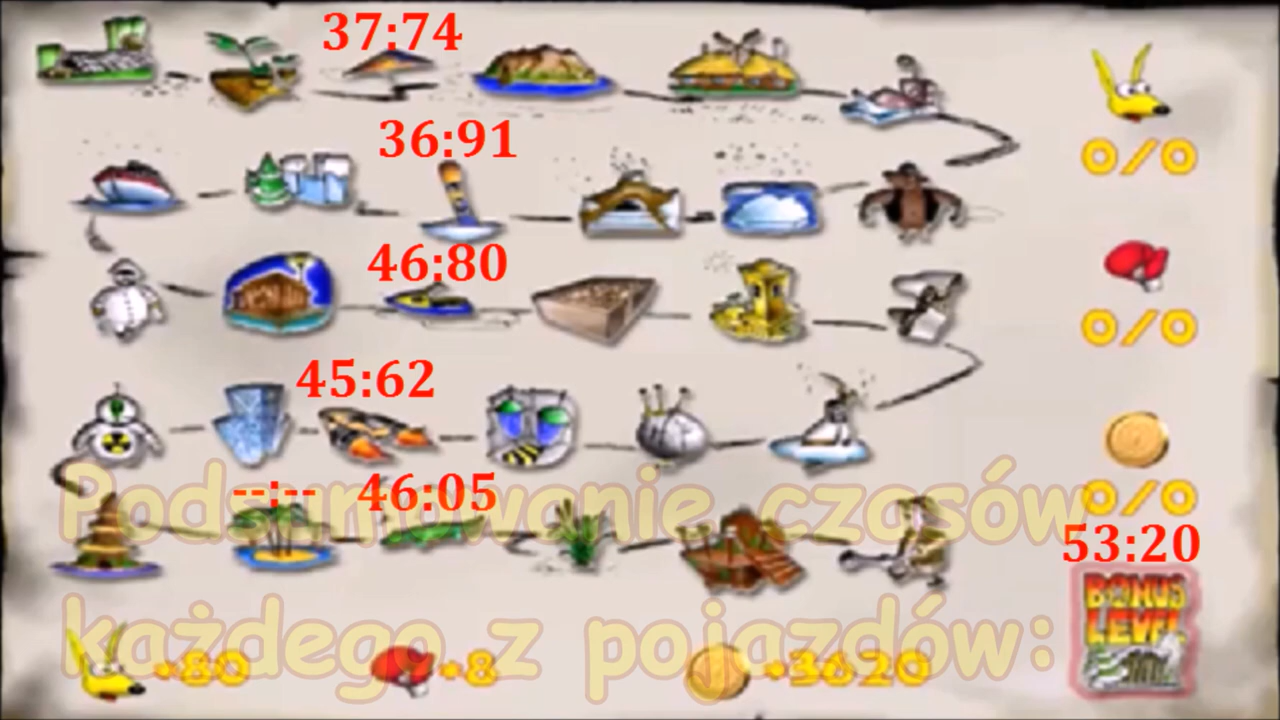 37:74
36:91
0/0
46:80
0/0
45:62
--:-- 46:05
0/0
Podsumowanie czasów
53:20
BONUS
LEVEL
każdego z pojazdów:
*80 *8 *3620